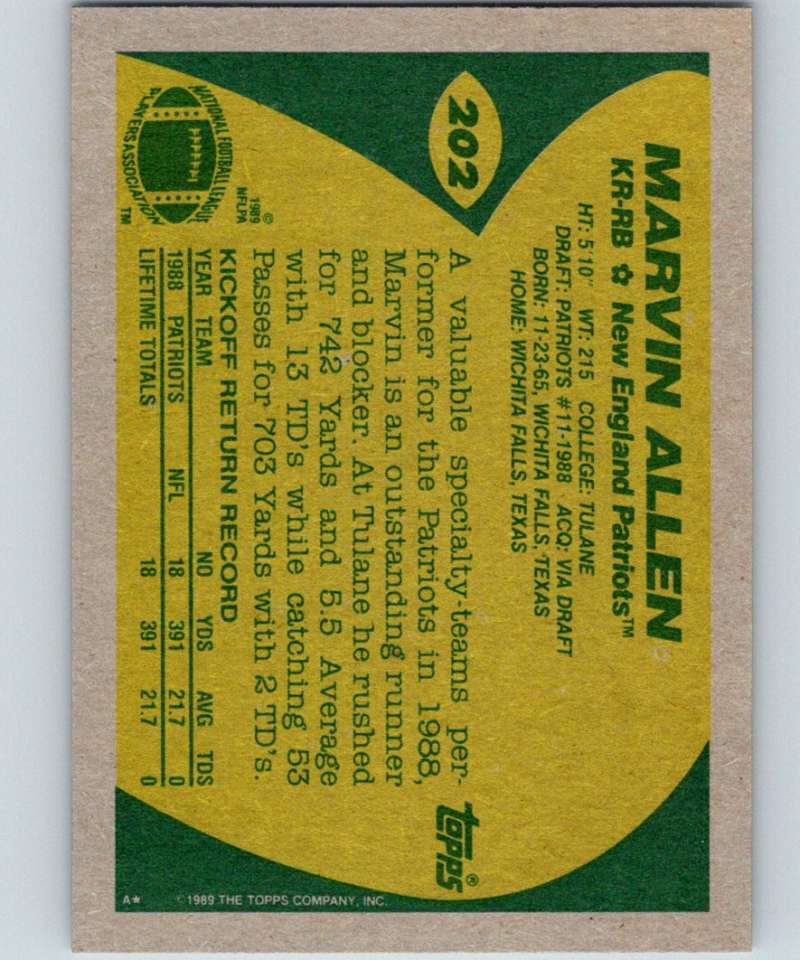 202
MARVIN ALLEN
KR-RB ✿ New England Patriots™
HT: 5'10" WT: 215 COLLEGE: TULANE
DRAFT: PATRIOTS #11-1988 ACQ: VIA DRAFT
BORN: 11-23-65, WICHITA FALLS, TEXAS
HOME: WICHITA FALLS, TEXAS
A valuable specialty-teams per-
former for the Patriots in 1988,
Marvin is an outstanding runner
and blocker. At Tulane he rushed
for 742 Yards and 5.5 Average
with 13 TD's while catching 53
Passes for 703 Yards with 2 TD's.
topps®
NATIONAL FOOTBALL LEAGUE
PLAYERS ASSOCIATION
™
©
1989
NFLPA
KICKOFF RETURN RECORD
YEAR TEAM NO YDS AVG TDS
1988 PATRIOTS NFL 18 391 21.7 0
LIFETIME TOTALS 18 391 21.7 0
A* ©1989 THE TOPPS COMPANY, INC.